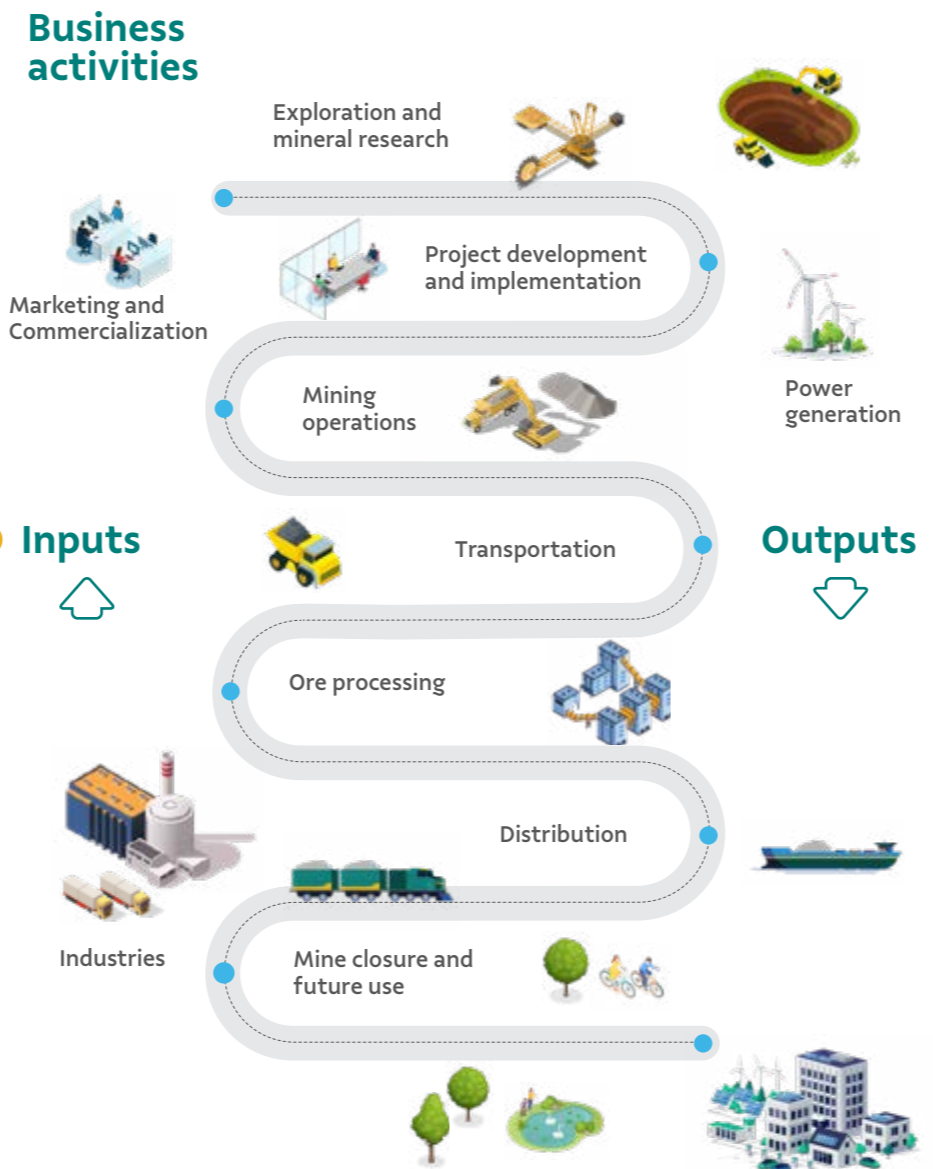 Business
activities
Exploration and
mineral research
Marketing and
Commercialization
Project development
and implementation
Mining
operations
Power
generation
Inputs
Transportation
Outputs
Ore processing
Distribution
Industries
Mine closure and
future use